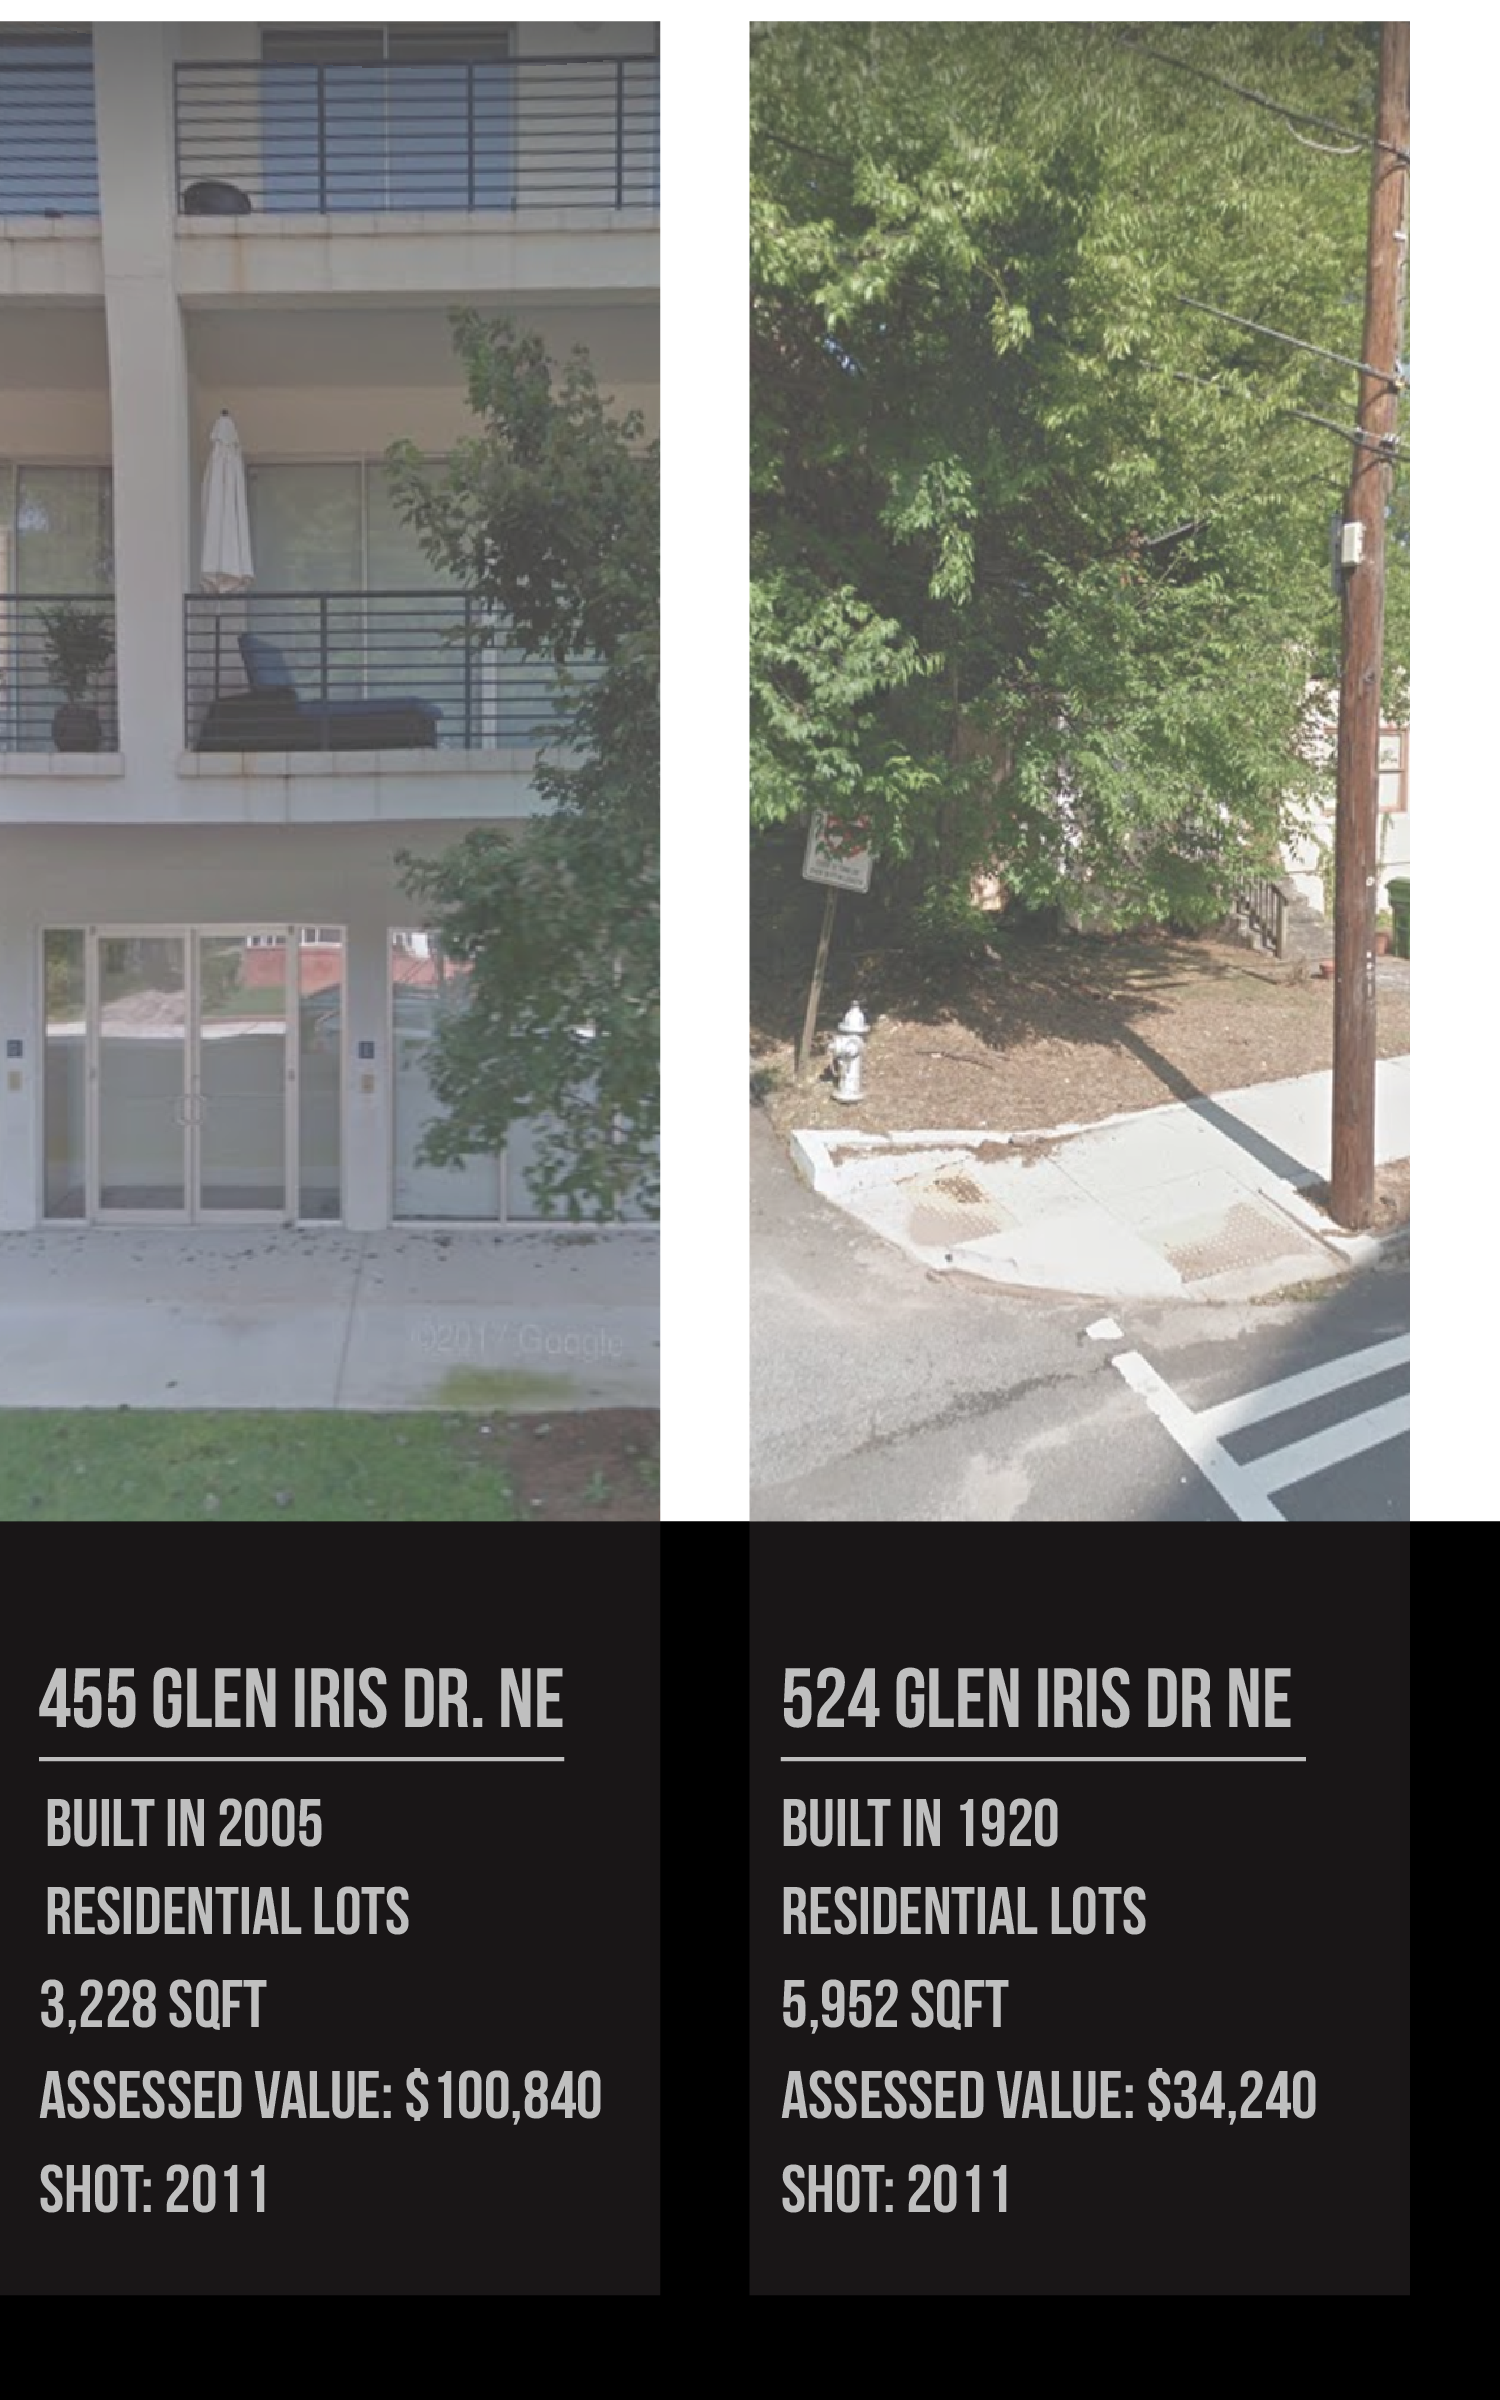 ©2017 Google
455 GLEN IRIS DR. NE
BUILT IN 2005
RESIDENTIAL LOTS
3,228 SQFT
ASSESSED VALUE: $100,840
SHOT: 2011
524 GLEN IRIS DR NE
BUILT IN 1920
RESIDENTIAL LOTS
5,952 SQFT
ASSESSED VALUE: $34,240
SHOT: 2011